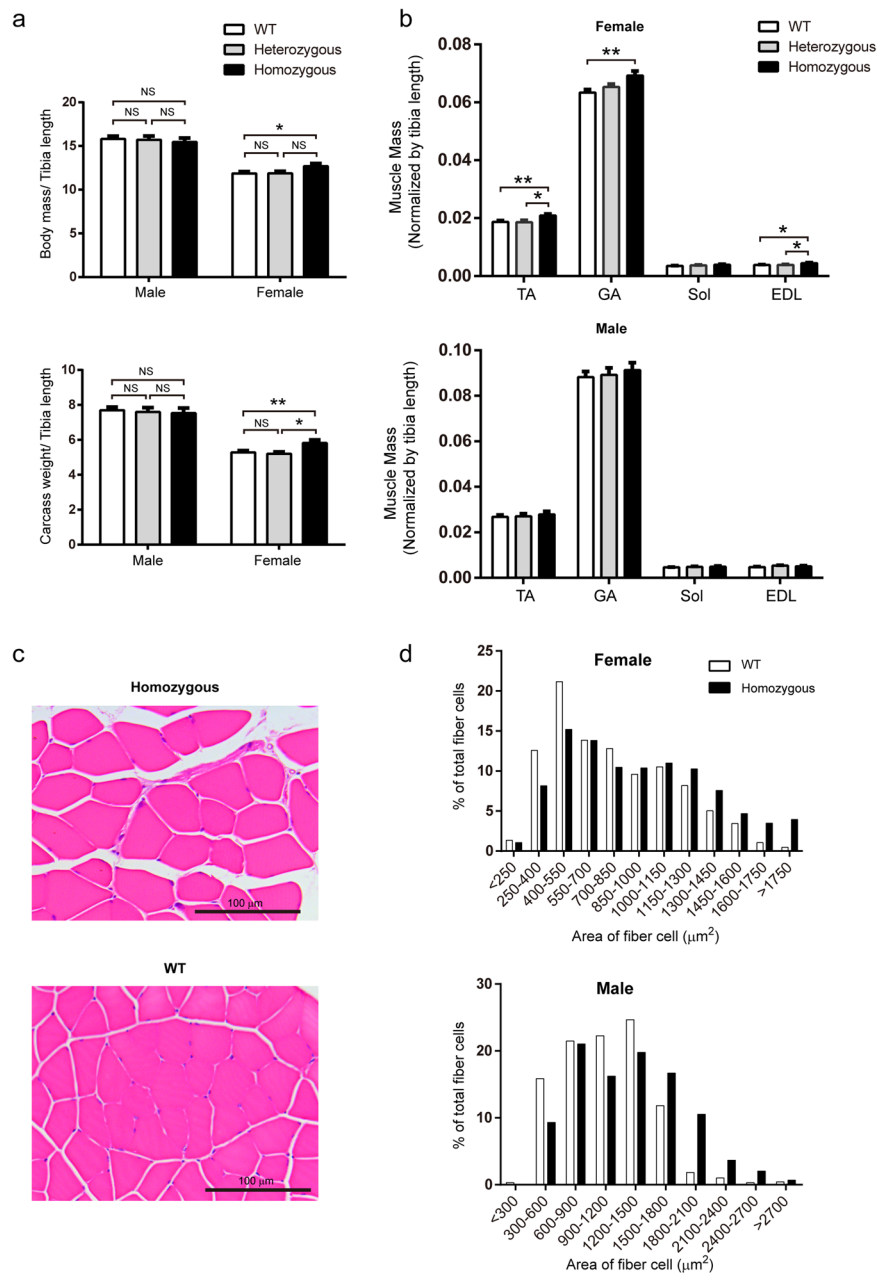 a
WT
Heterozygous
Homozygous
Body mass/ Tibia length
20
15
10
5
0
NS
NS
NS
*
NS
NS
Male
Female
Carcass weight/ Tibia length
10
8
6
4
2
0
NS
NS
NS
**
NS
*
Male
Female
b
Female
WT
Heterozygous
Homozygous
Muscle Mass
(Normalized by tibia length)
0.08
0.06
0.04
0.02
0.00
**
*
**
*
*
TA
GA
Sol
EDL
Male
Muscle Mass
(Normalized by tibia length)
0.10
0.08
0.06
0.04
0.02
0.00
TA
GA
Sol
EDL
c
Homozygous
100 μm
WT
100 μm
d
Female
WT
Homozygous
% of total fiber cells
25
20
15
10
5
0
<250
250-400
400-550
550-700
700-850
850-1000
1000-1150
1150-1300
1300-1450
1450-1600
1600-1750
>1750
Area of fiber cell (μm²)
Male
% of total fiber cells
30
20
10
0
<300
300-600
600-900
900-1200
1200-1500
1500-1800
1800-2100
2100-2400
2400-2700
>2700
Area of fiber cell (μm²)